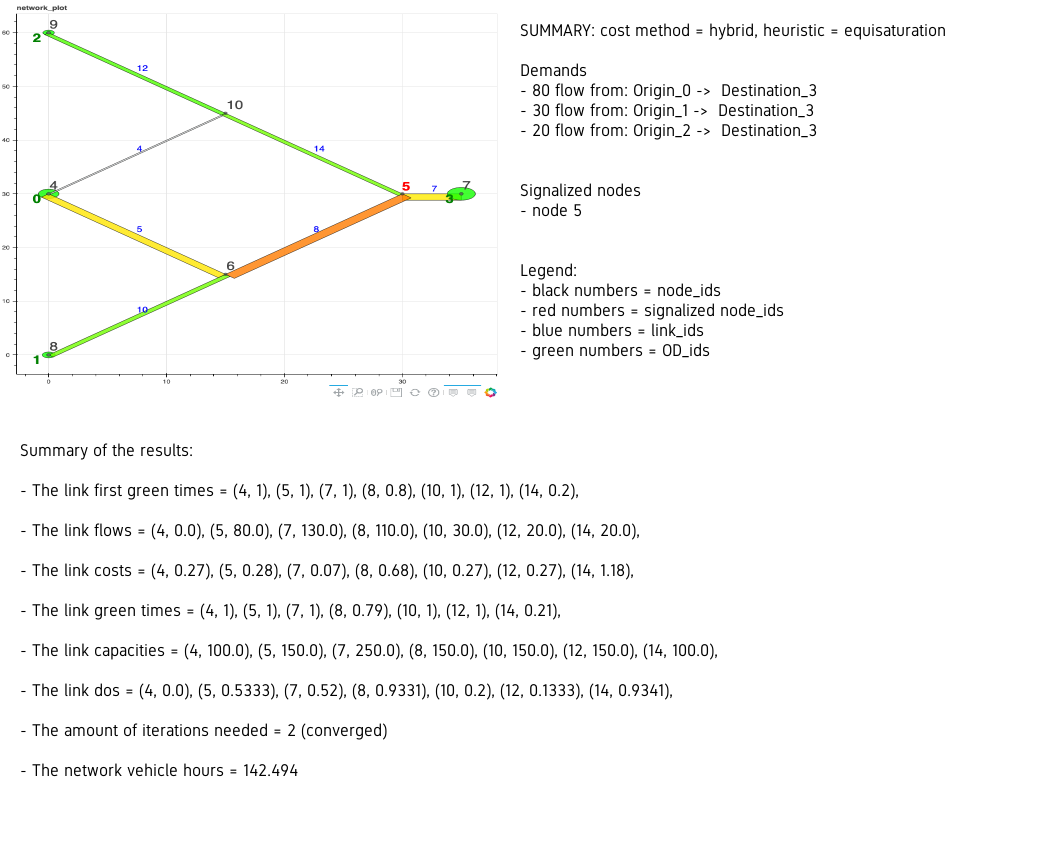 network_plot
60
50
40
30
20
10
0
0
10
20
30
9
2
12
10
4
14
4
0
5
7
7
3
5
8
6
10
8
1
SUMMARY: cost method = hybrid, heuristic = equisaturation
Demands
- 80 flow from: Origin_0 -> Destination_3
- 30 flow from: Origin_1 -> Destination_3
- 20 flow from: Origin_2 -> Destination_3
Signalized nodes
- node 5
Legend:
- black numbers = node_ids
- red numbers = signalized node_ids
- blue numbers = link_ids
- green numbers = OD_ids
Summary of the results:
- The link first green times = (4, 1), (5, 1), (7, 1), (8, 0.8), (10, 1), (12, 1), (14, 0.2),
- The link flows = (4, 0.0), (5, 80.0), (7, 130.0), (8, 110.0), (10, 30.0), (12, 20.0), (14, 20.0),
- The link costs = (4, 0.27), (5, 0.28), (7, 0.07), (8, 0.68), (10, 0.27), (12, 0.27), (14, 1.18),
- The link green times = (4, 1), (5, 1), (7, 1), (8, 0.79), (10, 1), (12, 1), (14, 0.21),
- The link capacities = (4, 100.0), (5, 150.0), (7, 250.0), (8, 150.0), (10, 150.0), (12, 150.0), (14, 100.0),
- The link dos = (4, 0.0), (5, 0.5333), (7, 0.52), (8, 0.9331), (10, 0.2), (12, 0.1333), (14, 0.9341),
- The amount of iterations needed = 2 (converged)
- The network vehicle hours = 142.494